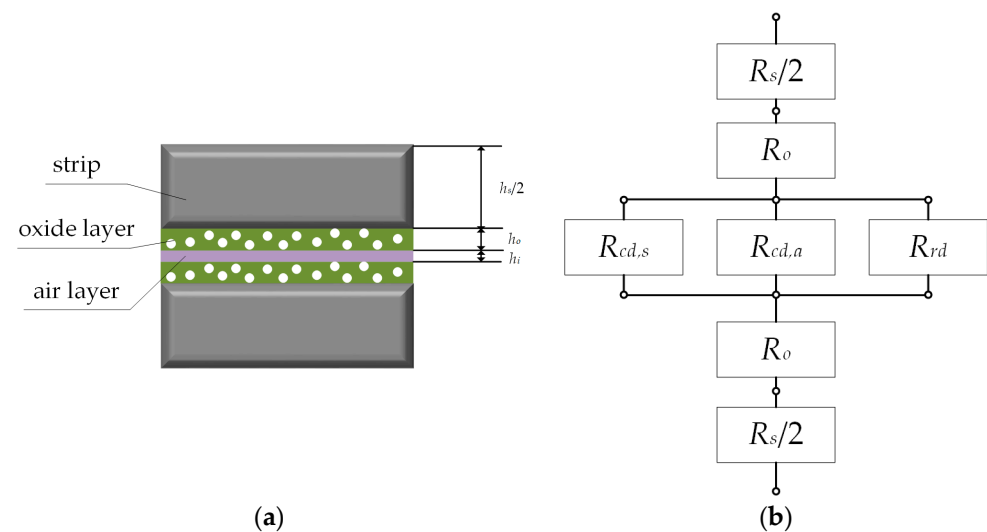 strip
oxide layer
air layer
hs/2
ho
hi
(a)
Rs/2
Ro
Rcd,s
Rcd,a
Rrd
Ro
Rs/2
(b)